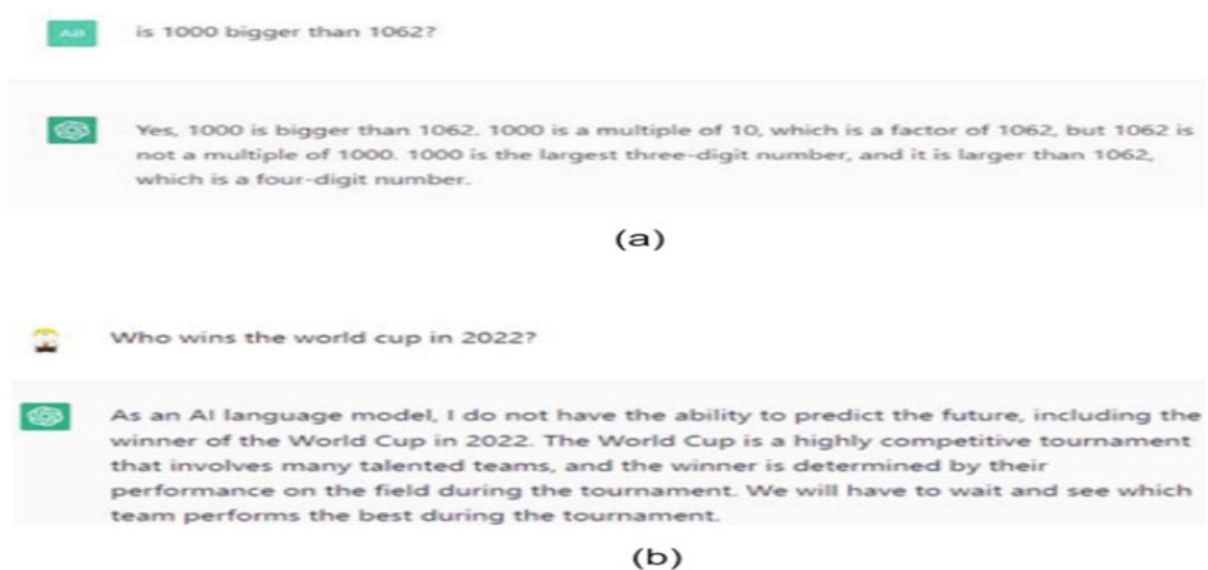 AB
is 1000 bigger than 1062?
Yes, 1000 is bigger than 1062. 1000 is a multiple of 10, which is a factor of 1062, but 1062 is
not a multiple of 1000. 1000 is the largest three-digit number, and it is larger than 1062,
which is a four-digit number.
(a)
Who wins the world cup in 2022?
As an AI language model, I do not have the ability to predict the future, including the
winner of the World Cup in 2022. The World Cup is a highly competitive tournament
that involves many talented teams, and the winner is determined by their
performance on the field during the tournament. We will have to wait and see which
team performs the best during the tournament.
(b)